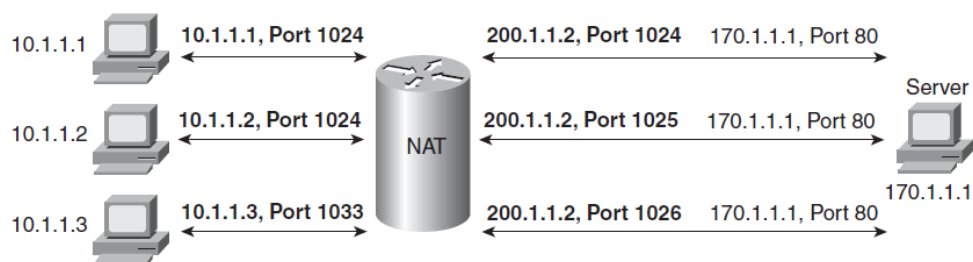 10.1.1.1
10.1.1.1, Port 1024
200.1.1.2, Port 1024
170.1.1.1, Port 80
Server
10.1.1.2
10.1.1.2, Port 1024
NAT
200.1.1.2, Port 1025
170.1.1.1, Port 80
170.1.1.1
10.1.1.3
10.1.1.3, Port 1033
200.1.1.2, Port 1026
170.1.1.1, Port 80